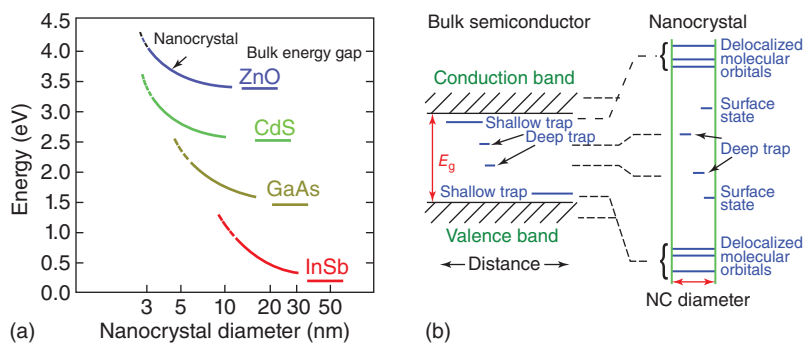 4.5
4.0
3.5
3.0
2.5
2.0
1.5
1.0
0.5
0.0
Energy (eV)
Nanocrystal
Bulk energy gap
ZnO
CdS
GaAs
InSb
3 5 10 20 30 50
Nanocrystal diameter (nm)
(a)
Bulk semiconductor
Conduction band
Shallow trap
Deep trap
Eg
Shallow trap
Valence band
Distance
(b)
Nanocrystal
Delocalized
molecular
orbitals
Surface
state
Deep trap
Surface
state
Delocalized
molecular
orbitals
NC diameter